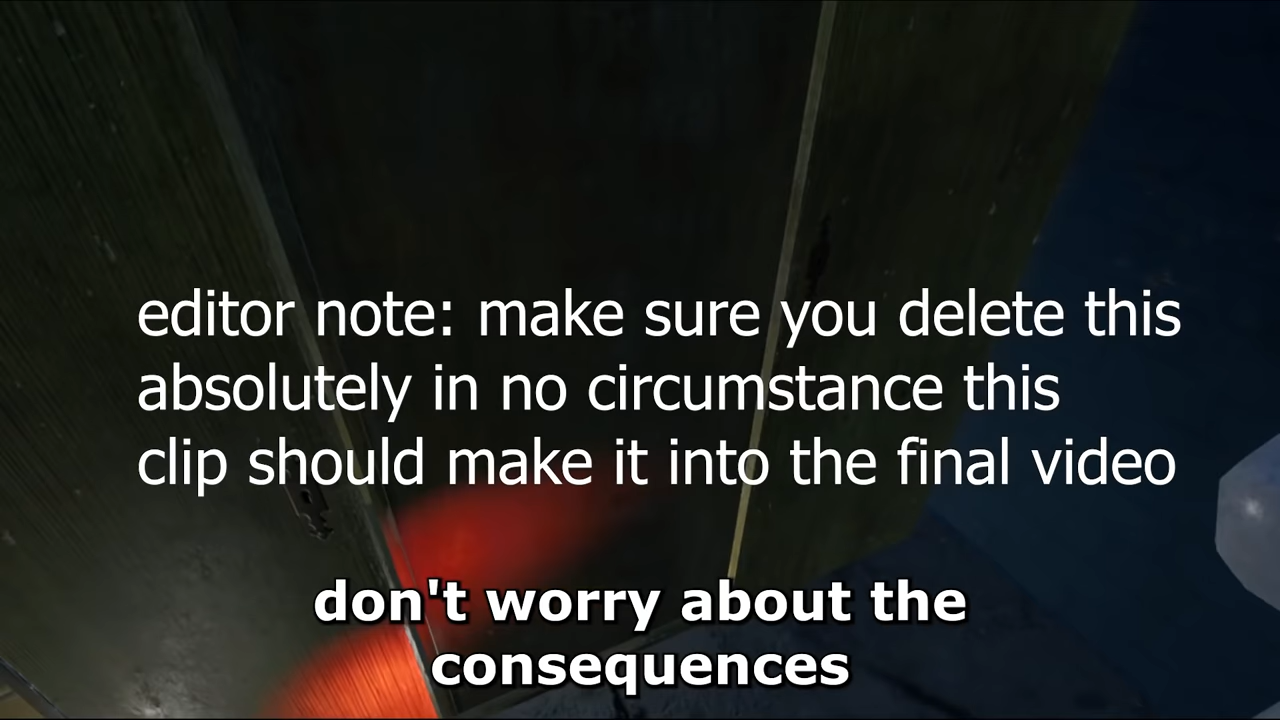 editor note: make sure you delete this
absolutely in no circumstance this
clip should make it into the final video
don't worry about the
consequences